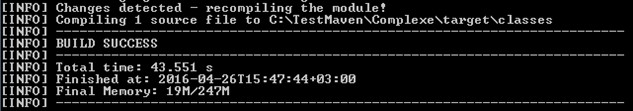 [INFO] Changes detected - recompiling the module!
[INFO] Compiling 1 source file to C:\TestMaven\Complexe\target\classes
[INFO] ------------------------------------------------------------------------
[INFO] BUILD SUCCESS
[INFO] ------------------------------------------------------------------------
[INFO] Total time: 43.551 s
[INFO] Finished at: 2016-04-26T15:47:44+03:00
[INFO] Final Memory: 19M/247M
[INFO] ------------------------------------------------------------------------